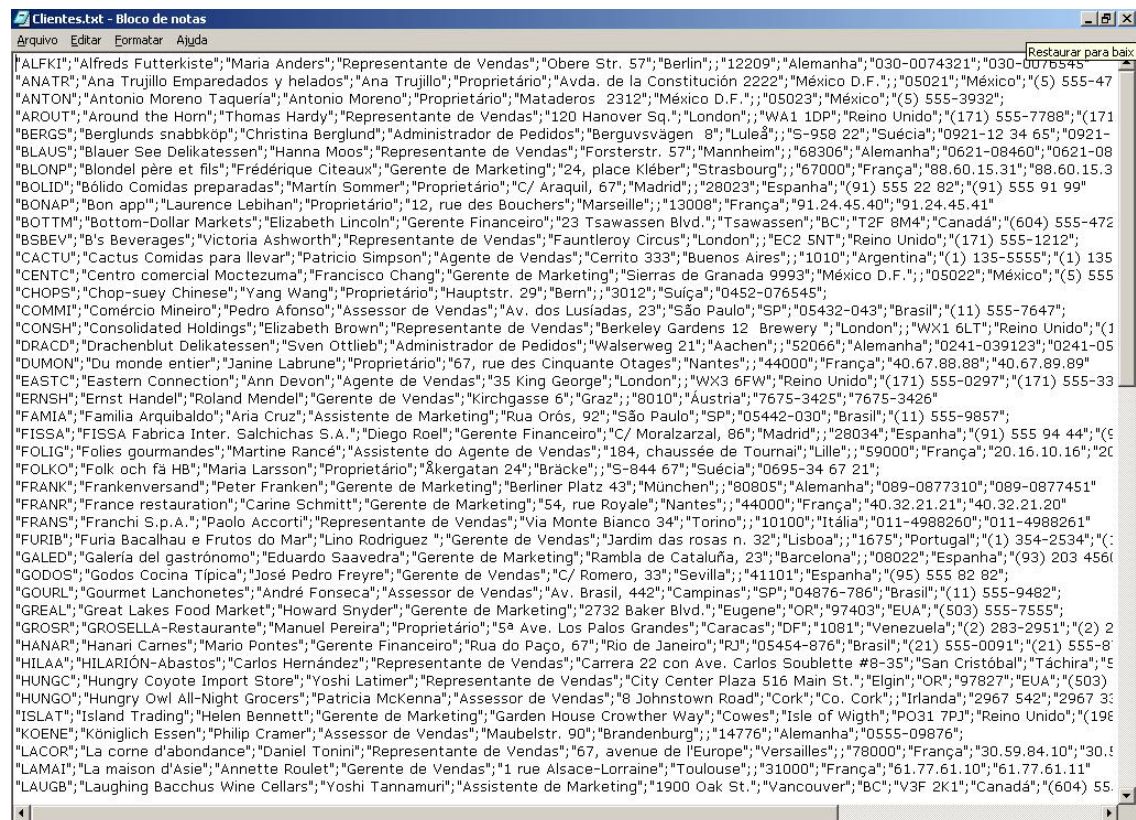 Clientes.txt - Bloco de notas
Arquivo Editar Formatar Ajuda
Restaurar para baix
"ALFKI";"Alfreds Futterkiste";"Maria Anders";"Representante de Vendas";"Obere Str. 57";"Berlin";;"12209";"Alemanha";"030-0074321";"030-0076545"
"ANATR";"Ana Trujillo Emparedados y helados";"Ana Trujillo";"Proprietário";"Avda. de la Constitución 2222";"México D.F.";;"05021";"México";"(5) 555-47
"ANTON";"Antonio Moreno Taquería";"Antonio Moreno";"Proprietário";"Mataderos  2312";"México D.F.";;"05023";"México";"(5) 555-3932";
"AROUT";"Around the Horn";"Thomas Hardy";"Representante de Vendas";"120 Hanover Sq.";"London";;"WA1 1DP";"Reino Unido";"(171) 555-7788";"(171
"BERGS";"Berglunds snabbköp";"Christina Berglund";"Administrador de Pedidos";"Berguvsvägen  8";"Luleå";;"S-958 22";"Suécia";"0921-12 34 65";"0921-
"BLAUS";"Blauer See Delikatessen";"Hanna Moos";"Representante de Vendas";"Forsterstr. 57";"Mannheim";;"68306";"Alemanha";"0621-08460";"0621-08
"BLONP";"Blondel père et fils";"Frédérique Citeaux";"Gerente de Marketing";"24, place Kléber";"Strasbourg";;"67000";"França";"88.60.15.31";"88.60.15.3
"BOLID";"Bólido Comidas preparadas";"Martín Sommer";"Proprietário";"C/ Araquil, 67";"Madrid";;"28023";"Espanha";"(91) 555 22 82";"(91) 555 91 99"
"BONAP";"Bon app'";"Laurence Lebihan";"Proprietário";"12, rue des Bouchers";"Marseille";;"13008";"França";"91.24.45.40";"91.24.45.41"
"BOTTM";"Bottom-Dollar Markets";"Elizabeth Lincoln";"Gerente Financeiro";"23 Tsawassen Blvd.";"Tsawassen";"BC";"T2F 8M4";"Canadá";"(604) 555-472
"BSBEV";"B's Beverages";"Victoria Ashworth";"Representante de Vendas";"Fauntleroy Circus";"London";;"EC2 5NT";"Reino Unido";"(171) 555-1212";
"CACTU";"Cactus Comidas para llevar";"Patricio Simpson";"Agente de Vendas";"Cerrito 333";"Buenos Aires";;"1010";"Argentina";"(1) 135-5555";"(1) 135
"CENTC";"Centro comercial Moctezuma";"Francisco Chang";"Gerente de Marketing";"Sierras de Granada 9993";"México D.F.";;"05022";"México";"(5) 555
"CHOPS";"Chop-suey Chinese";"Yang Wang";"Proprietário";"Hauptstr. 29";"Bern";;"3012";"Suíça";"0452-076545";
"COMMI";"Comércio Mineiro";"Pedro Afonso";"Assessor de Vendas";"Av. dos Lusíadas, 23";"São Paulo";"SP";"05432-043";"Brasil";"(11) 555-7647";
"CONSH";"Consolidated Holdings";"Elizabeth Brown";"Representante de Vendas";"Berkeley Gardens 12  Brewery ";"London";;"WX1 6LT";"Reino Unido";"(1
"DRACD";"Drachenblut Delikatessen";"Sven Ottlieb";"Administrador de Pedidos";"Walserweg 21";"Aachen";;"52066";"Alemanha";"0241-039123";"0241-05
"DUMON";"Du monde entier";"Janine Labrune";"Proprietário";"67, rue des Cinquante Otages";"Nantes";;"44000";"França";"40.67.88.88";"40.67.89.89"
"EASTC";"Eastern Connection";"Ann Devon";"Agente de Vendas";"35 King George";"London";;"WX3 6FW";"Reino Unido";"(171) 555-0297";"(171) 555-33
"ERNSH";"Ernst Handel";"Roland Mendel";"Gerente de Vendas";"Kirchgasse 6";"Graz";;"8010";"Áustria";"7675-3425";"7675-3426"
"FAMIA";"Familia Arquibaldo";"Aria Cruz";"Assistente de Marketing";"Rua Orós, 92";"São Paulo";"SP";"05442-030";"Brasil";"(11) 555-9857";
"FISSA";"FISSA Fabrica Inter. Salchichas S.A.";"Diego Roel";"Gerente Financeiro";"C/ Moralzarzal, 86";"Madrid";;"28034";"Espanha";"(91) 555 94 44";"(9
"FOLIG";"Folies gourmandes";"Martine Rancé";"Assistente do Agente de Vendas";"184, chaussée de Tournai";"Lille";;"59000";"França";"20.16.10.16";"20
"FOLKO";"Folk och fä HB";"Maria Larsson";"Proprietário";"Åkergatan 24";"Bräcke";;"S-844 67";"Suécia";"0695-34 67 21";
"FRANK";"Frankenversand";"Peter Franken";"Gerente de Marketing";"Berliner Platz 43";"München";;"80805";"Alemanha";"089-0877310";"089-0877451"
"FRANR";"France restauration";"Carine Schmitt";"Gerente de Marketing";"54, rue Royale";"Nantes";;"44000";"França";"40.32.21.21";"40.32.21.20"
"FRANS";"Franchi S.p.A.";"Paolo Accorti";"Representante de Vendas";"Via Monte Bianco 34";"Torino";;"10100";"Itália";"011-4988260";"011-4988261"
"FURIB";"Furia Bacalhau e Frutos do Mar";"Lino Rodriguez ";"Gerente de Vendas";"Jardim das rosas n. 32";"Lisboa";;"1675";"Portugal";"(1) 354-2534";"(
"GALED";"Galería del gastrónomo";"Eduardo Saavedra";"Gerente de Marketing";"Rambla de Cataluña, 23";"Barcelona";;"08022";"Espanha";"(93) 203 456
"GODOS";"Godos Cocina Típica";"José Pedro Freyre";"Gerente de Vendas";"C/ Romero, 33";"Sevilla";;"41101";"Espanha";"(95) 555 82 82";
"GOURL";"Gourmet Lanchonetes";"André Fonseca";"Assessor de Vendas";"Av. Brasil, 442";"Campinas";"SP";"04876-786";"Brasil";"(11) 555-9482";
"GREAL";"Great Lakes Food Market";"Howard Snyder";"Gerente de Marketing";"2732 Baker Blvd.";"Eugene";"OR";"97403";"EUA";"(503) 555-7555";
"GROSR";"GROSELLA-Restaurante";"Manuel Pereira";"Proprietário";"5ª Ave. Los Palos Grandes";"Caracas";"DF";"1081";"Venezuela";"(2) 283-2951";"(2) 2
"HANAR";"Hanari Carnes";"Mario Pontes";"Gerente Financeiro";"Rua do Paço, 67";"Rio de Janeiro";"RJ";"05454-876";"Brasil";"(21) 555-0091";"(21) 555-8
"HILAA";"HILARIÓN-Abastos";"Carlos Hernández";"Representante de Vendas";"Carrera 22 con Ave. Carlos Soublette #8-35";"San Cristóbal";"Táchira";"5
"HUNGC";"Hungry Coyote Import Store";"Yoshi Latimer";"Representante de Vendas";"City Center Plaza 516 Main St.";"Elgin";"OR";"97827";"EUA";"(503)
"HUNGO";"Hungry Owl All-Night Grocers";"Patricia McKenna";"Assessor de Vendas";"8 Johnstown Road";"Cork";"Co. Cork";;"Irlanda";"2967 542";"2967 33
"ISLAT";"Island Trading";"Helen Bennett";"Gerente de Marketing";"Garden House Crowther Way";"Cowes";"Isle of Wigth";"PO31 7PJ";"Reino Unido";"(198
"KOENE";"Königlich Essen";"Philip Cramer";"Assessor de Vendas";"Maubelstr. 90";"Brandenburg";;"14776";"Alemanha";"0555-09876";
"LACOR";"La corne d'abondance";"Daniel Tonini";"Representante de Vendas";"67, avenue de l'Europe";"Versailles";;"78000";"França";"30.59.84.10";"30.5
"LAMAI";"La maison d'Asie";"Annette Roulet";"Gerente de Vendas";"1 rue Alsace-Lorraine";"Toulouse";;"31000";"França";"61.77.61.10";"61.77.61.11"
"LAUGB";"Laughing Bacchus Wine Cellars";"Yoshi Tannamuri";"Assistente de Marketing";"1900 Oak St.";"Vancouver";"BC";"V3F 2K1";"Canadá";"(604) 55